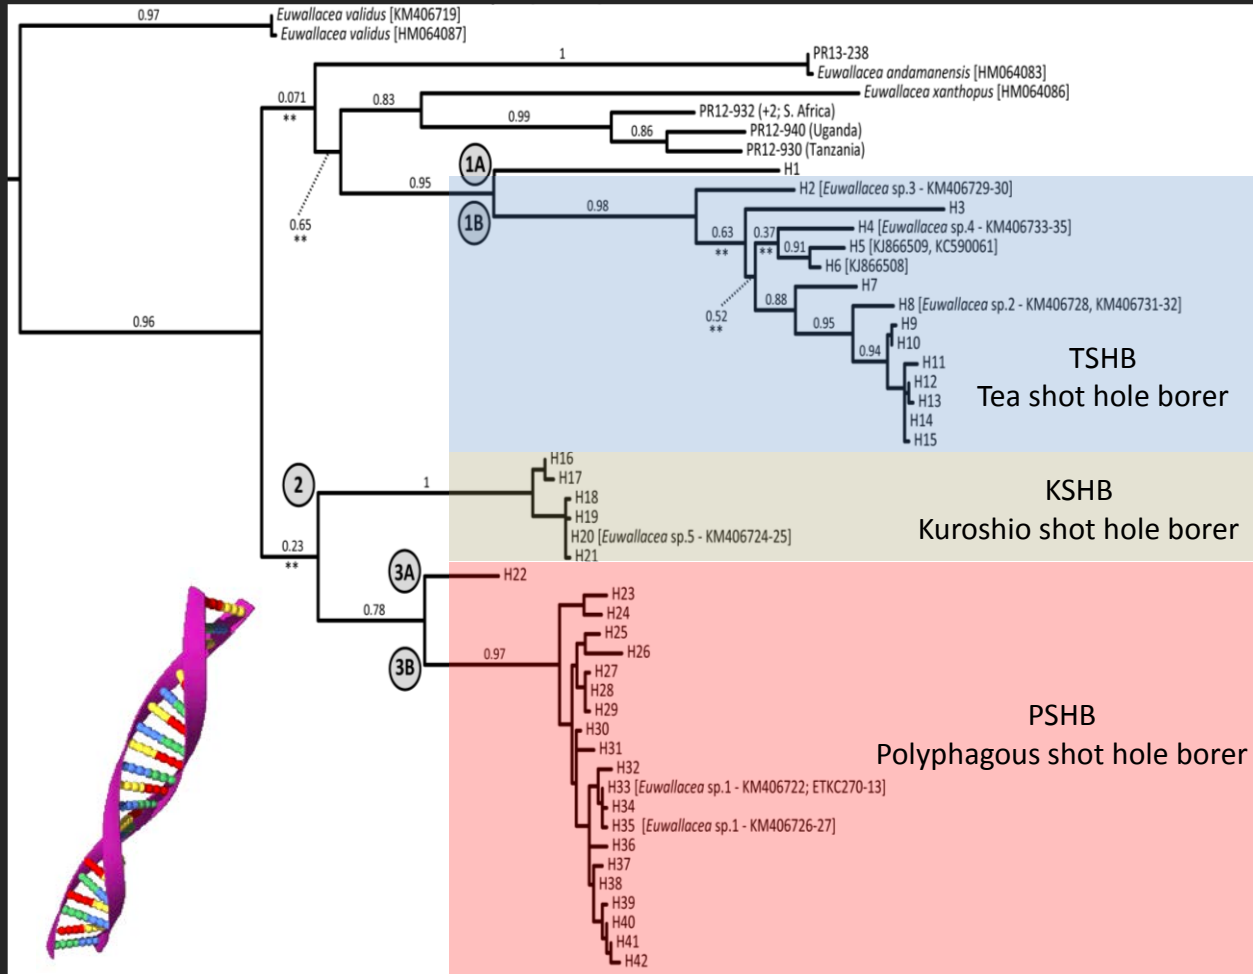 0.97
Euwallacea validus [KM406719]
Euwallacea validus [HM064087]
1
PR13-238
Euwallacea andamanensis [HM064083]
0.071
**
0.83
Euwallacea xanthopus [HM064086]
0.99
PR12-932 (+2; S. Africa)
0.86
PR12-940 (Uganda)
PR12-930 (Tanzania)
1A
H1
0.95
1B
0.98
H2 [Euwallacea sp.3 - KM406729-30]
0.65
**
H3
0.63
**
0.37
**
H4 [Euwallacea sp.4 - KM406733-35]
0.91
H5 [KJ866509, KC590061]
H6 [KJ866508]
0.52
**
0.88
H7
H8 [Euwallacea sp.2 - KM406728, KM406731-32]
0.96
0.95
H9
H10
0.94
H11
H12
H13
H14
H15
TSHB
Tea shot hole borer
2
1
H16
H17
H18
H19
H20 [Euwallacea sp.5 - KM406724-25]
H21
KSHB
Kuroshio shot hole borer
0.23
**
3A
H22
0.78
3B
0.97
H23
H24
H25
H26
H27
H28
H29
H30
H31
H32
H33 [Euwallacea sp.1 - KM406722; ETKC270-13]
H34
H35 [Euwallacea sp.1 - KM406726-27]
H36
H37
H38
H39
H40
H41
H42
PSHB
Polyphagous shot hole borer